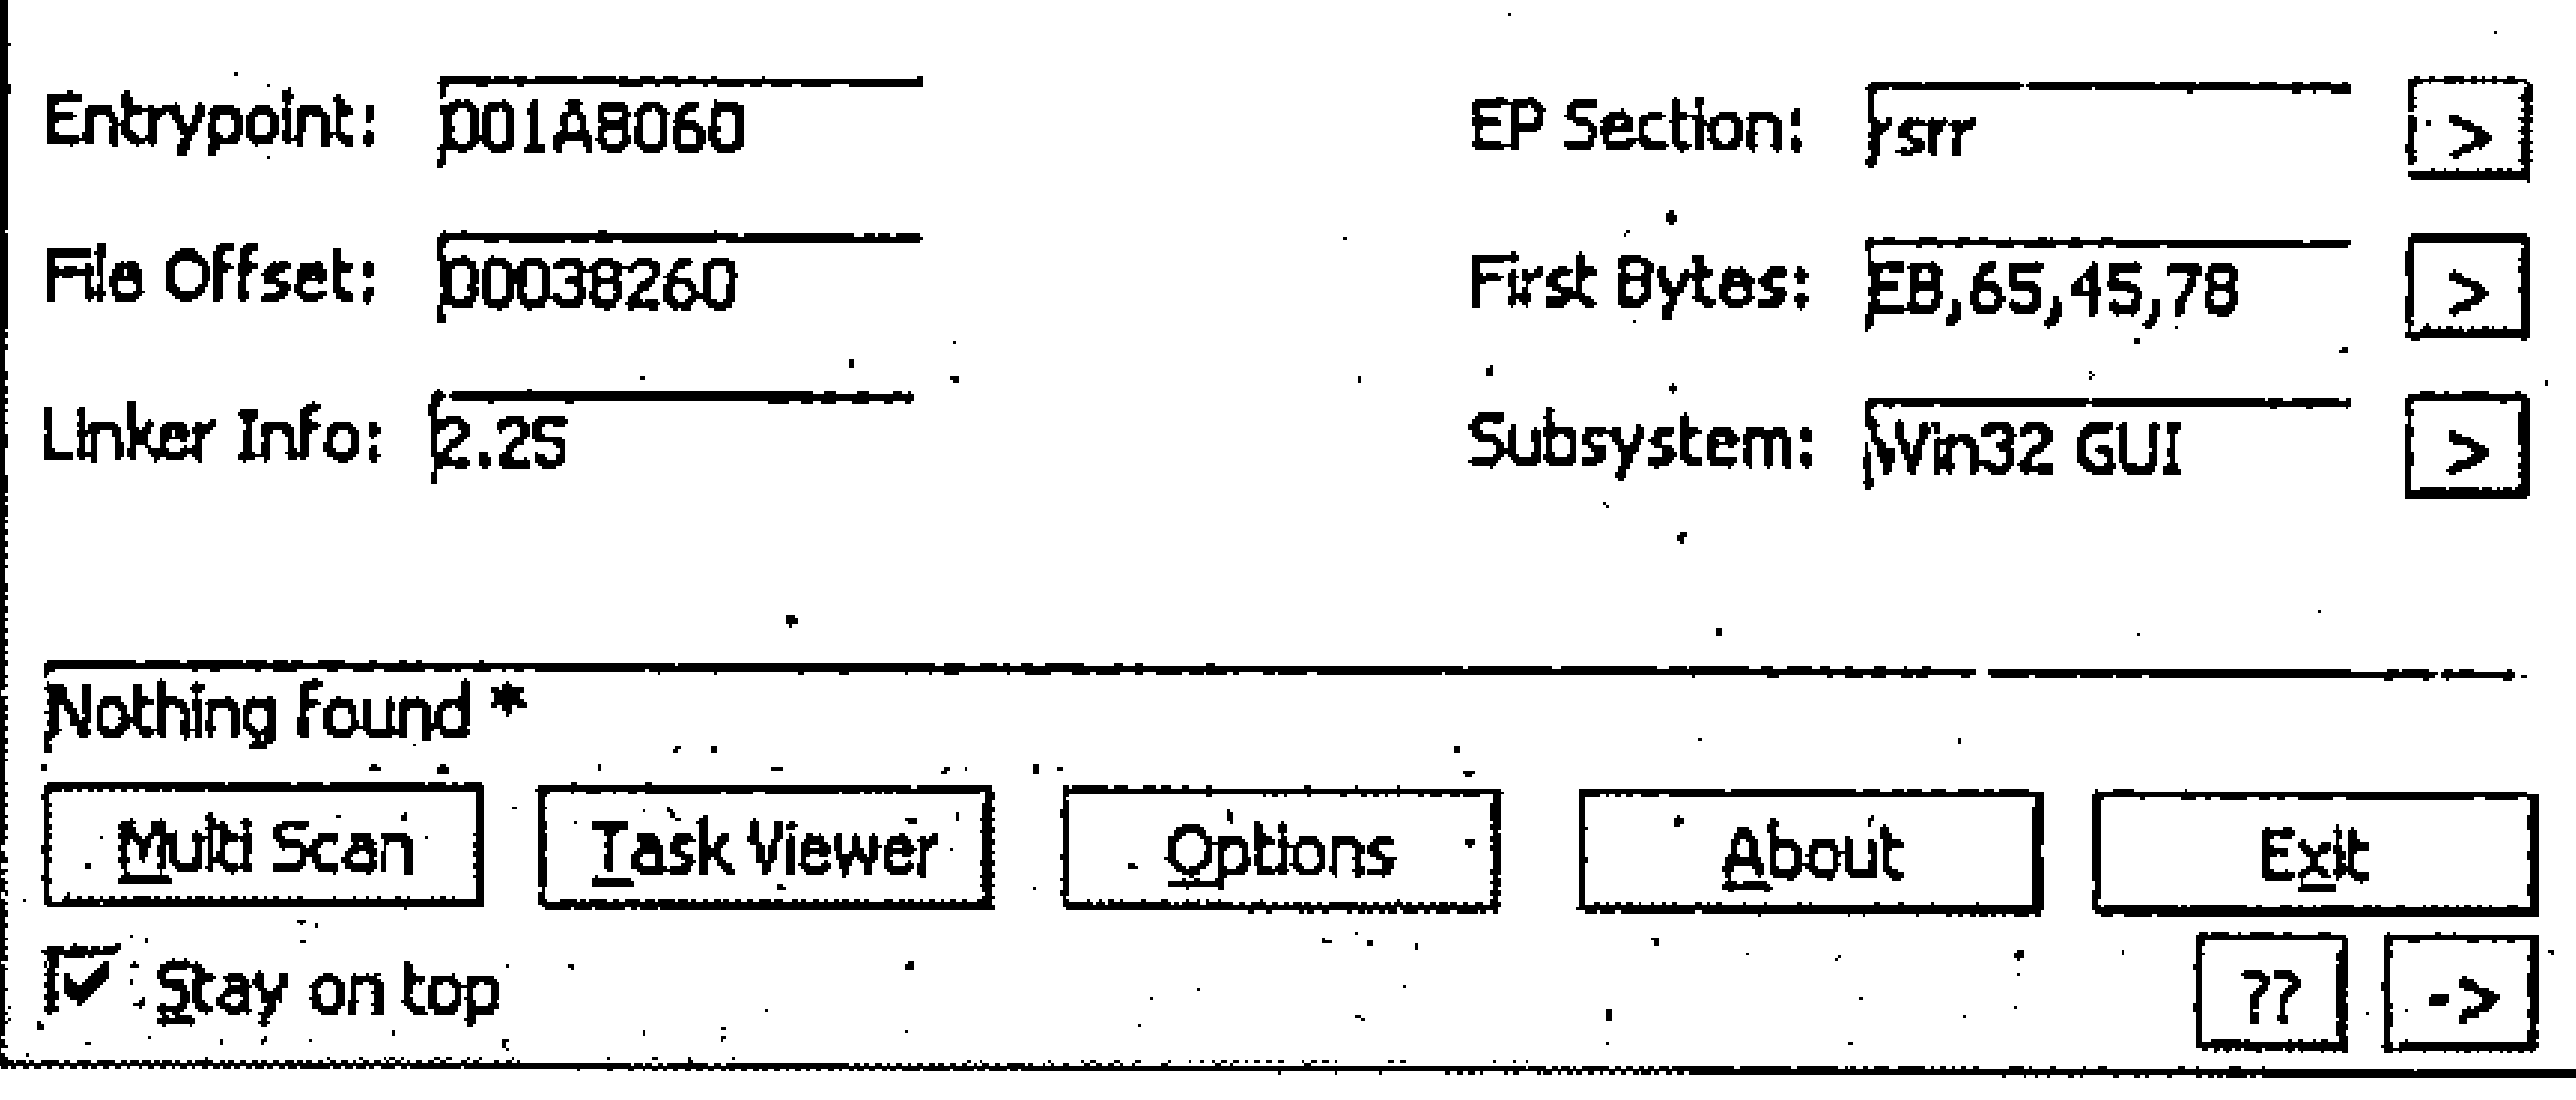 Entrypoint: 001A8060 EP Section: rsrr >
File Offset: 00038260 First Bytes: EB,65,45,78 >
Linker Info: 2.25 Subsystem: Win32 GUI >
Nothing found *
Multi Scan Task Viewer Options About Exit
Stay on top ?? ->